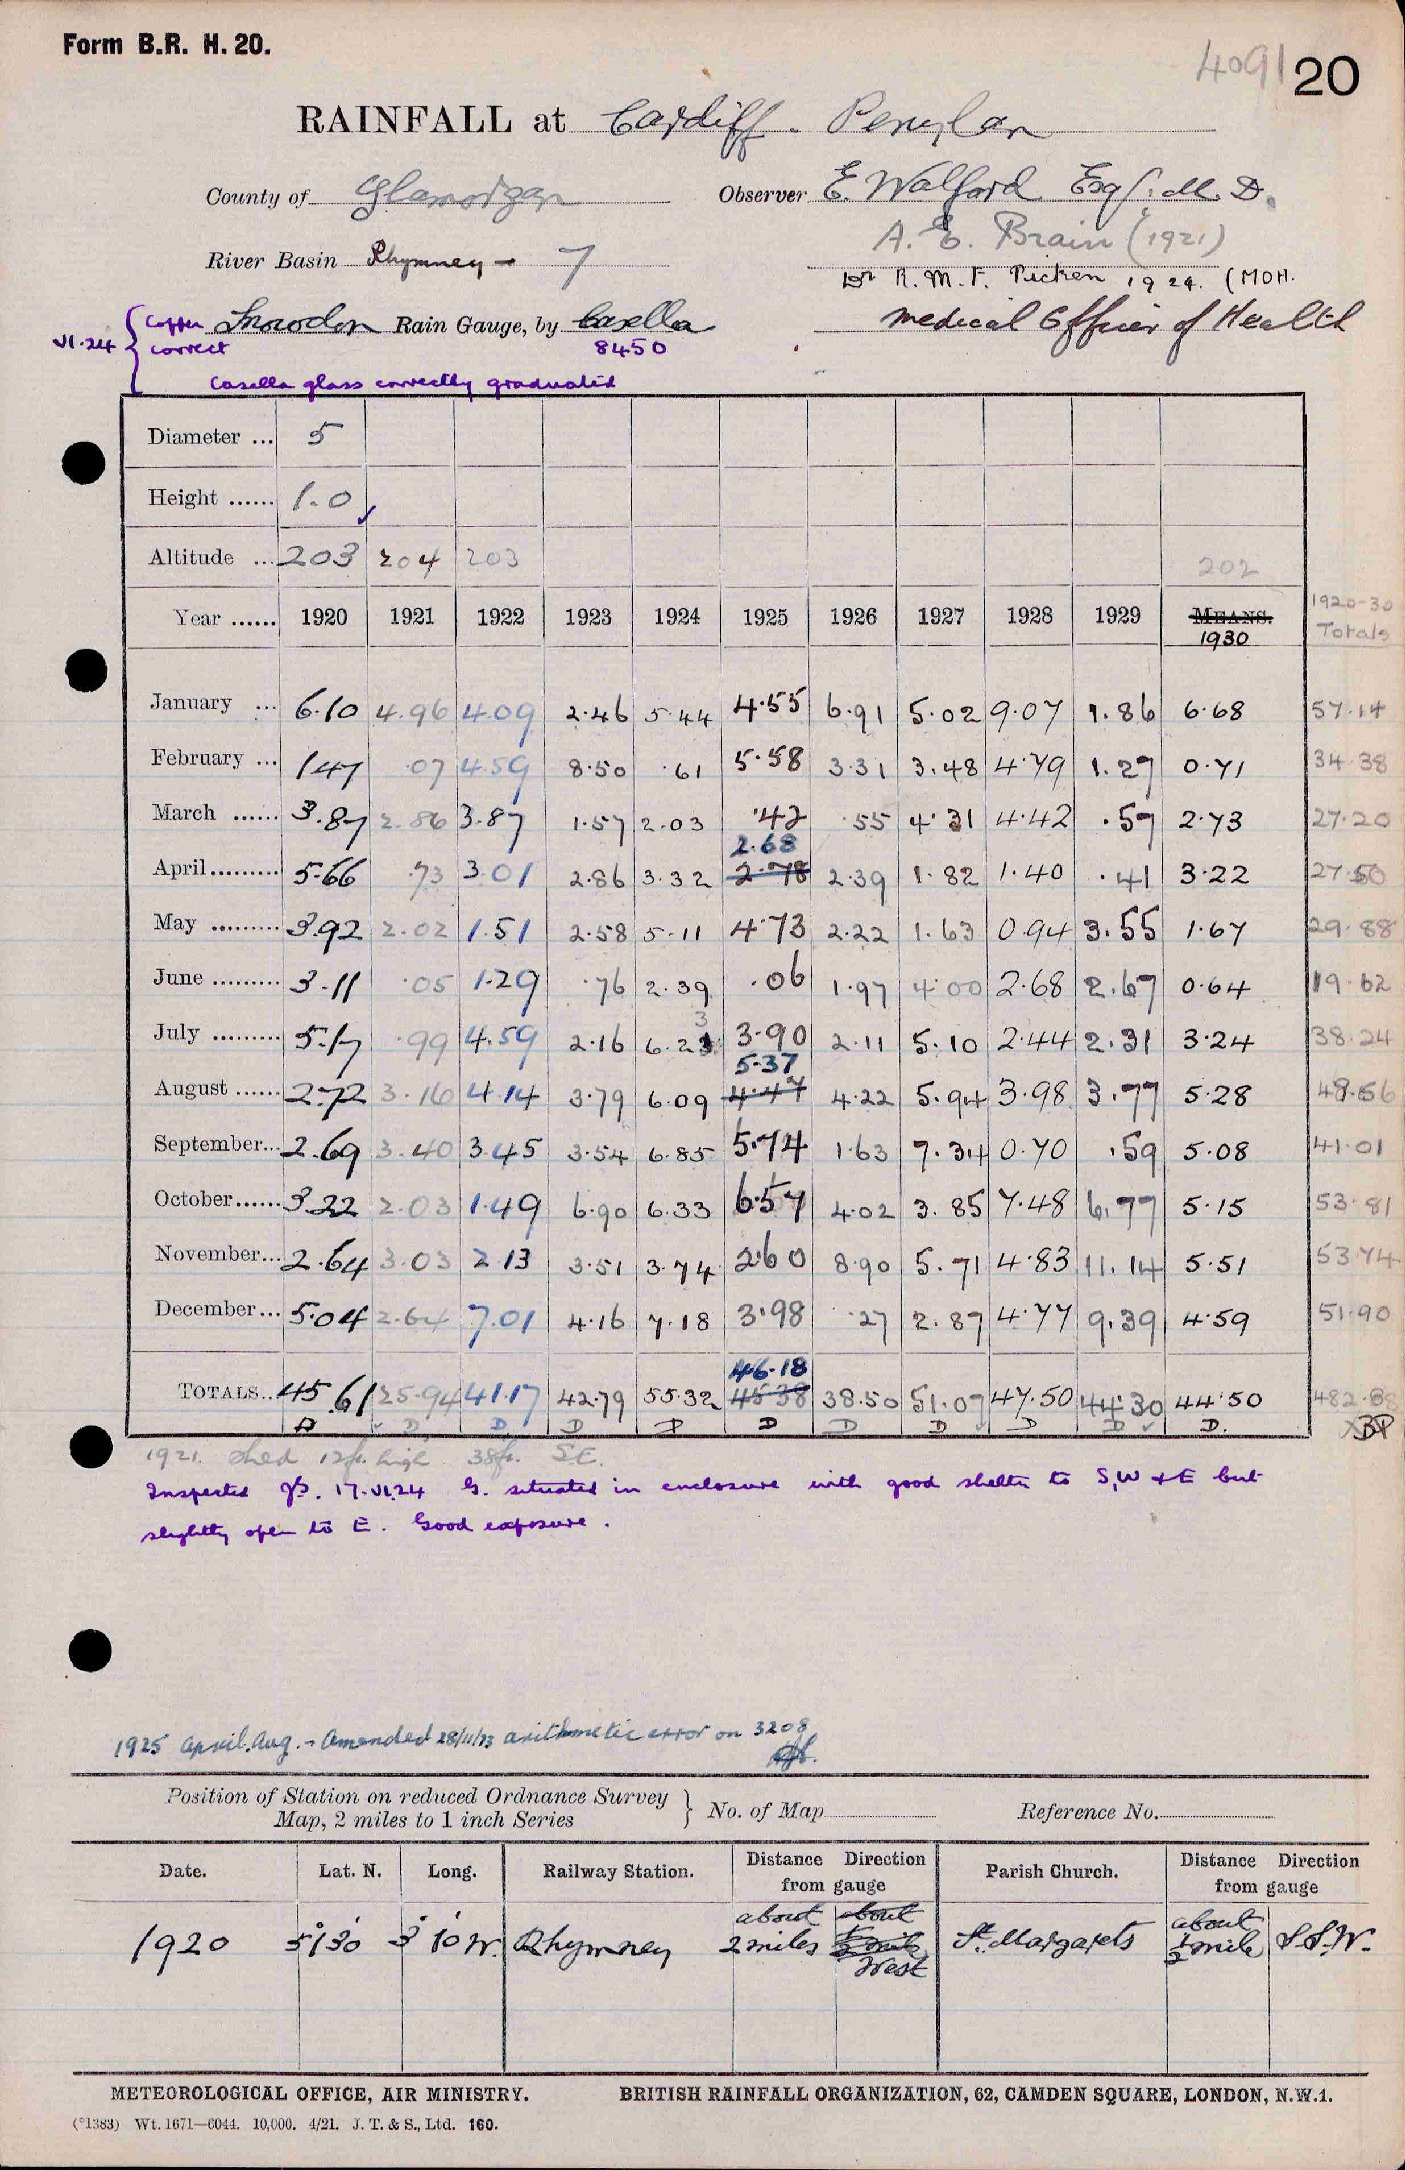 Form B.R. H. 20.
4091 20
RAINFALL at Cardiff - Penylan
County of Glamorgan Observer E. Walford Esq: M.D.
A. E. Brain (1921)
River Basin Rhymney - 7
Dr R. M. F. Picken 1924. (MOH.
Copper Snowdon Rain Gauge, by Casella Medical Officer of Health
VI.24 correct 8450
Casella glass correctly graduated
Diameter ... 5
Height ...... 1.0 ✓
Altitude ... 203 204 203 202
Year ...... 1920 1921 1922 1923 1924 1925 1926 1927 1928 1929 MEANS. 1930 1920-30 Totals
January ... 6.10 4.96 4.09 2.46 5.44 4.55 6.91 5.02 9.07 1.86 6.68 57.14
February ... 1.47 .07 4.59 8.50 .61 5.58 3.31 3.48 4.79 1.27 0.71 34.38
March ...... 3.87 2.86 3.87 1.57 2.03 .42 .55 4.31 4.42 .57 2.73 27.20
2.68
April......... 5.66 .73 3.01 2.86 3.32 2.78 2.39 1.82 1.40 .41 3.22 27.50
May ......... 3.92 2.02 1.51 2.58 5.11 4.73 2.22 1.63 0.94 3.55 1.67 29.88
June ......... 3.11 .05 1.29 .76 2.39 .06 1.97 4.00 2.68 2.67 0.64 19.62
3
July ......... 5.17 .99 4.59 2.16 6.23 3.90 2.11 5.10 2.44 2.31 3.24 38.24
5.37
August ...... 2.72 3.16 4.14 3.79 6.09 4.47 4.22 5.94 3.98 3.77 5.28 48.56
September... 2.69 3.40 3.45 3.54 6.85 5.74 1.63 7.34 0.70 .59 5.08 41.01
October...... 3.22 2.03 1.49 6.90 6.33 6.57 4.02 3.85 7.48 6.77 5.15 53.81
November... 2.64 3.03 2.13 3.51 3.74 2.60 8.90 5.71 4.83 11.14 5.51 53.74
December... 5.04 2.64 7.01 4.16 7.18 3.98 .27 2.87 4.77 9.39 4.59 51.90
46.18
TOTALS.. 45.61 25.94 41.17 42.79 55.32 45.38 38.50 51.07 47.50 44.30 44.50 482.88
D D D D D D D D D D D.
1921. Shed 12ft. high 38ft. S.E.
Inspected 17.VI.24 G. situated in enclosure with good shelter to S, W & E but
slightly open to E. Good exposure.
1925 April. Aug. - Amended 28/11/73 arithmetic error on 3208
Position of Station on reduced Ordnance Survey
Map, 2 miles to 1 inch Series } No. of Map Reference No.
Date. Lat. N. Long. Railway Station. Distance Direction from gauge Parish Church. Distance Direction from gauge
about about about
1920 51°30' 3°10' W. Rhymney 2 miles West St. Margarets ½ mile S.S.W.
METEOROLOGICAL OFFICE, AIR MINISTRY. BRITISH RAINFALL ORGANIZATION, 62, CAMDEN SQUARE, LONDON, N.W.1.
(*1383) Wt. 1671—6044. 10,000. 4/21. J. T. & S., Ltd. 160.